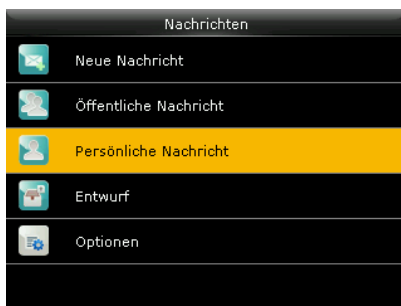 Nachrichten
Neue Nachricht
Öffentliche Nachricht
Persönliche Nachricht
Entwurf
Optionen